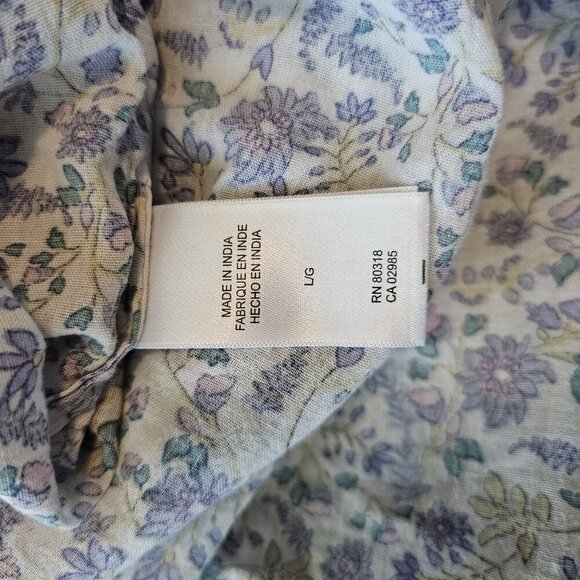 MADE IN INDIA
FABRIQUE EN INDE
HECHO EN INDIA
L/G
RN 80318
CA 02985